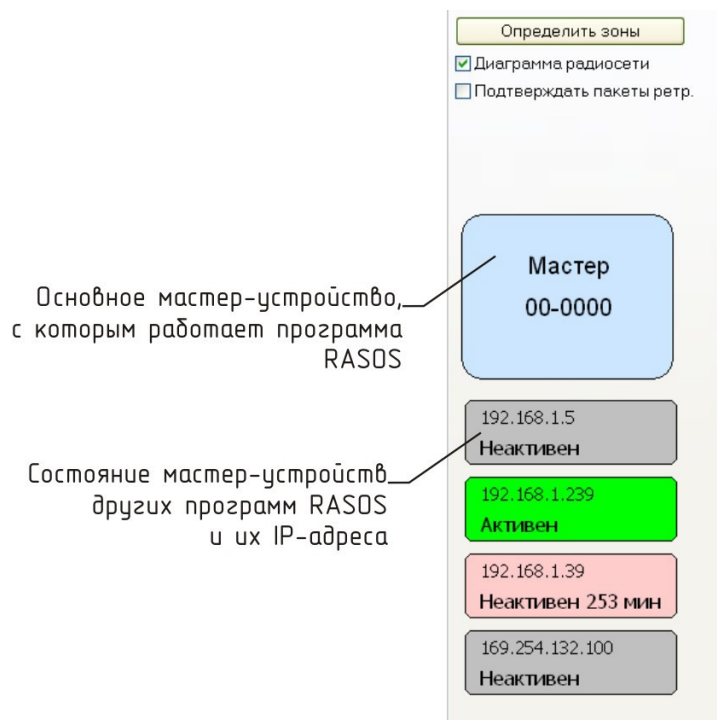 Определить зоны
Диаграмма радиосети
Подтверждать пакеты ретр.
Мастер
00-0000
Основное мастер-устройство,
с которым работает программа
RASOS
192.168.1.5
Неактивен
Состояние мастер-устройств
других программ RASOS
и их IP-адреса
192.168.1.239
Активен
192.168.1.39
Неактивен 253 мин
169.254.132.100
Неактивен